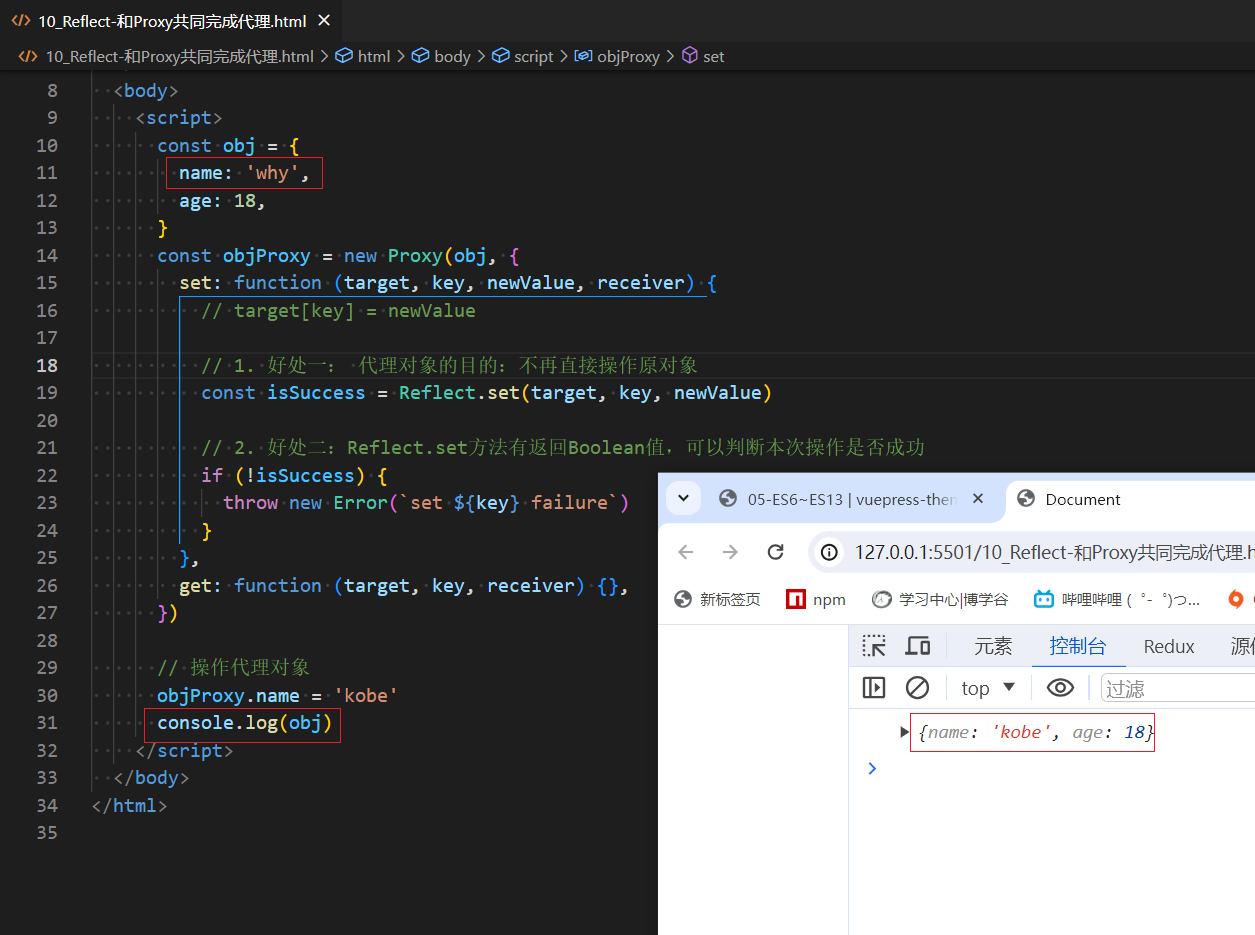 10_Reflect-和Proxy共同完成代理.html ×
10_Reflect-和Proxy共同完成代理.html > html > body > script > objProxy > set
8 <body>
9 <script>
10 const obj = {
11 name: 'why',
12 age: 18,
13 }
14 const objProxy = new Proxy(obj, {
15 set: function (target, key, newValue, receiver) {
16 // target[key] = newValue
17
18 // 1. 好处一: 代理对象的目的: 不再直接操作原对象
19 const isSuccess = Reflect.set(target, key, newValue)
20
21 // 2. 好处二: Reflect.set方法有返回Boolean值, 可以判断本次操作是否成功
22 if (!isSuccess) {
23 throw new Error(`set ${key} failure`)
24 }
25 },
26 get: function (target, key, receiver) {},
27 })
28
29 // 操作代理对象
30 objProxy.name = 'kobe'
31 console.log(obj)
32 </script>
33 </body>
34 </html>
35
05-ES6~ES13 | vuepress-the × Document
127.0.0.1:5501/10_Reflect-和Proxy共同完成代理.h
新标签页 npm 学习中心|博学谷 哔哩哔哩 ( ゜- ゜)つ...
元素 控制台 Redux
top ▼ 过滤
▶ {name: 'kobe', age: 18}
>